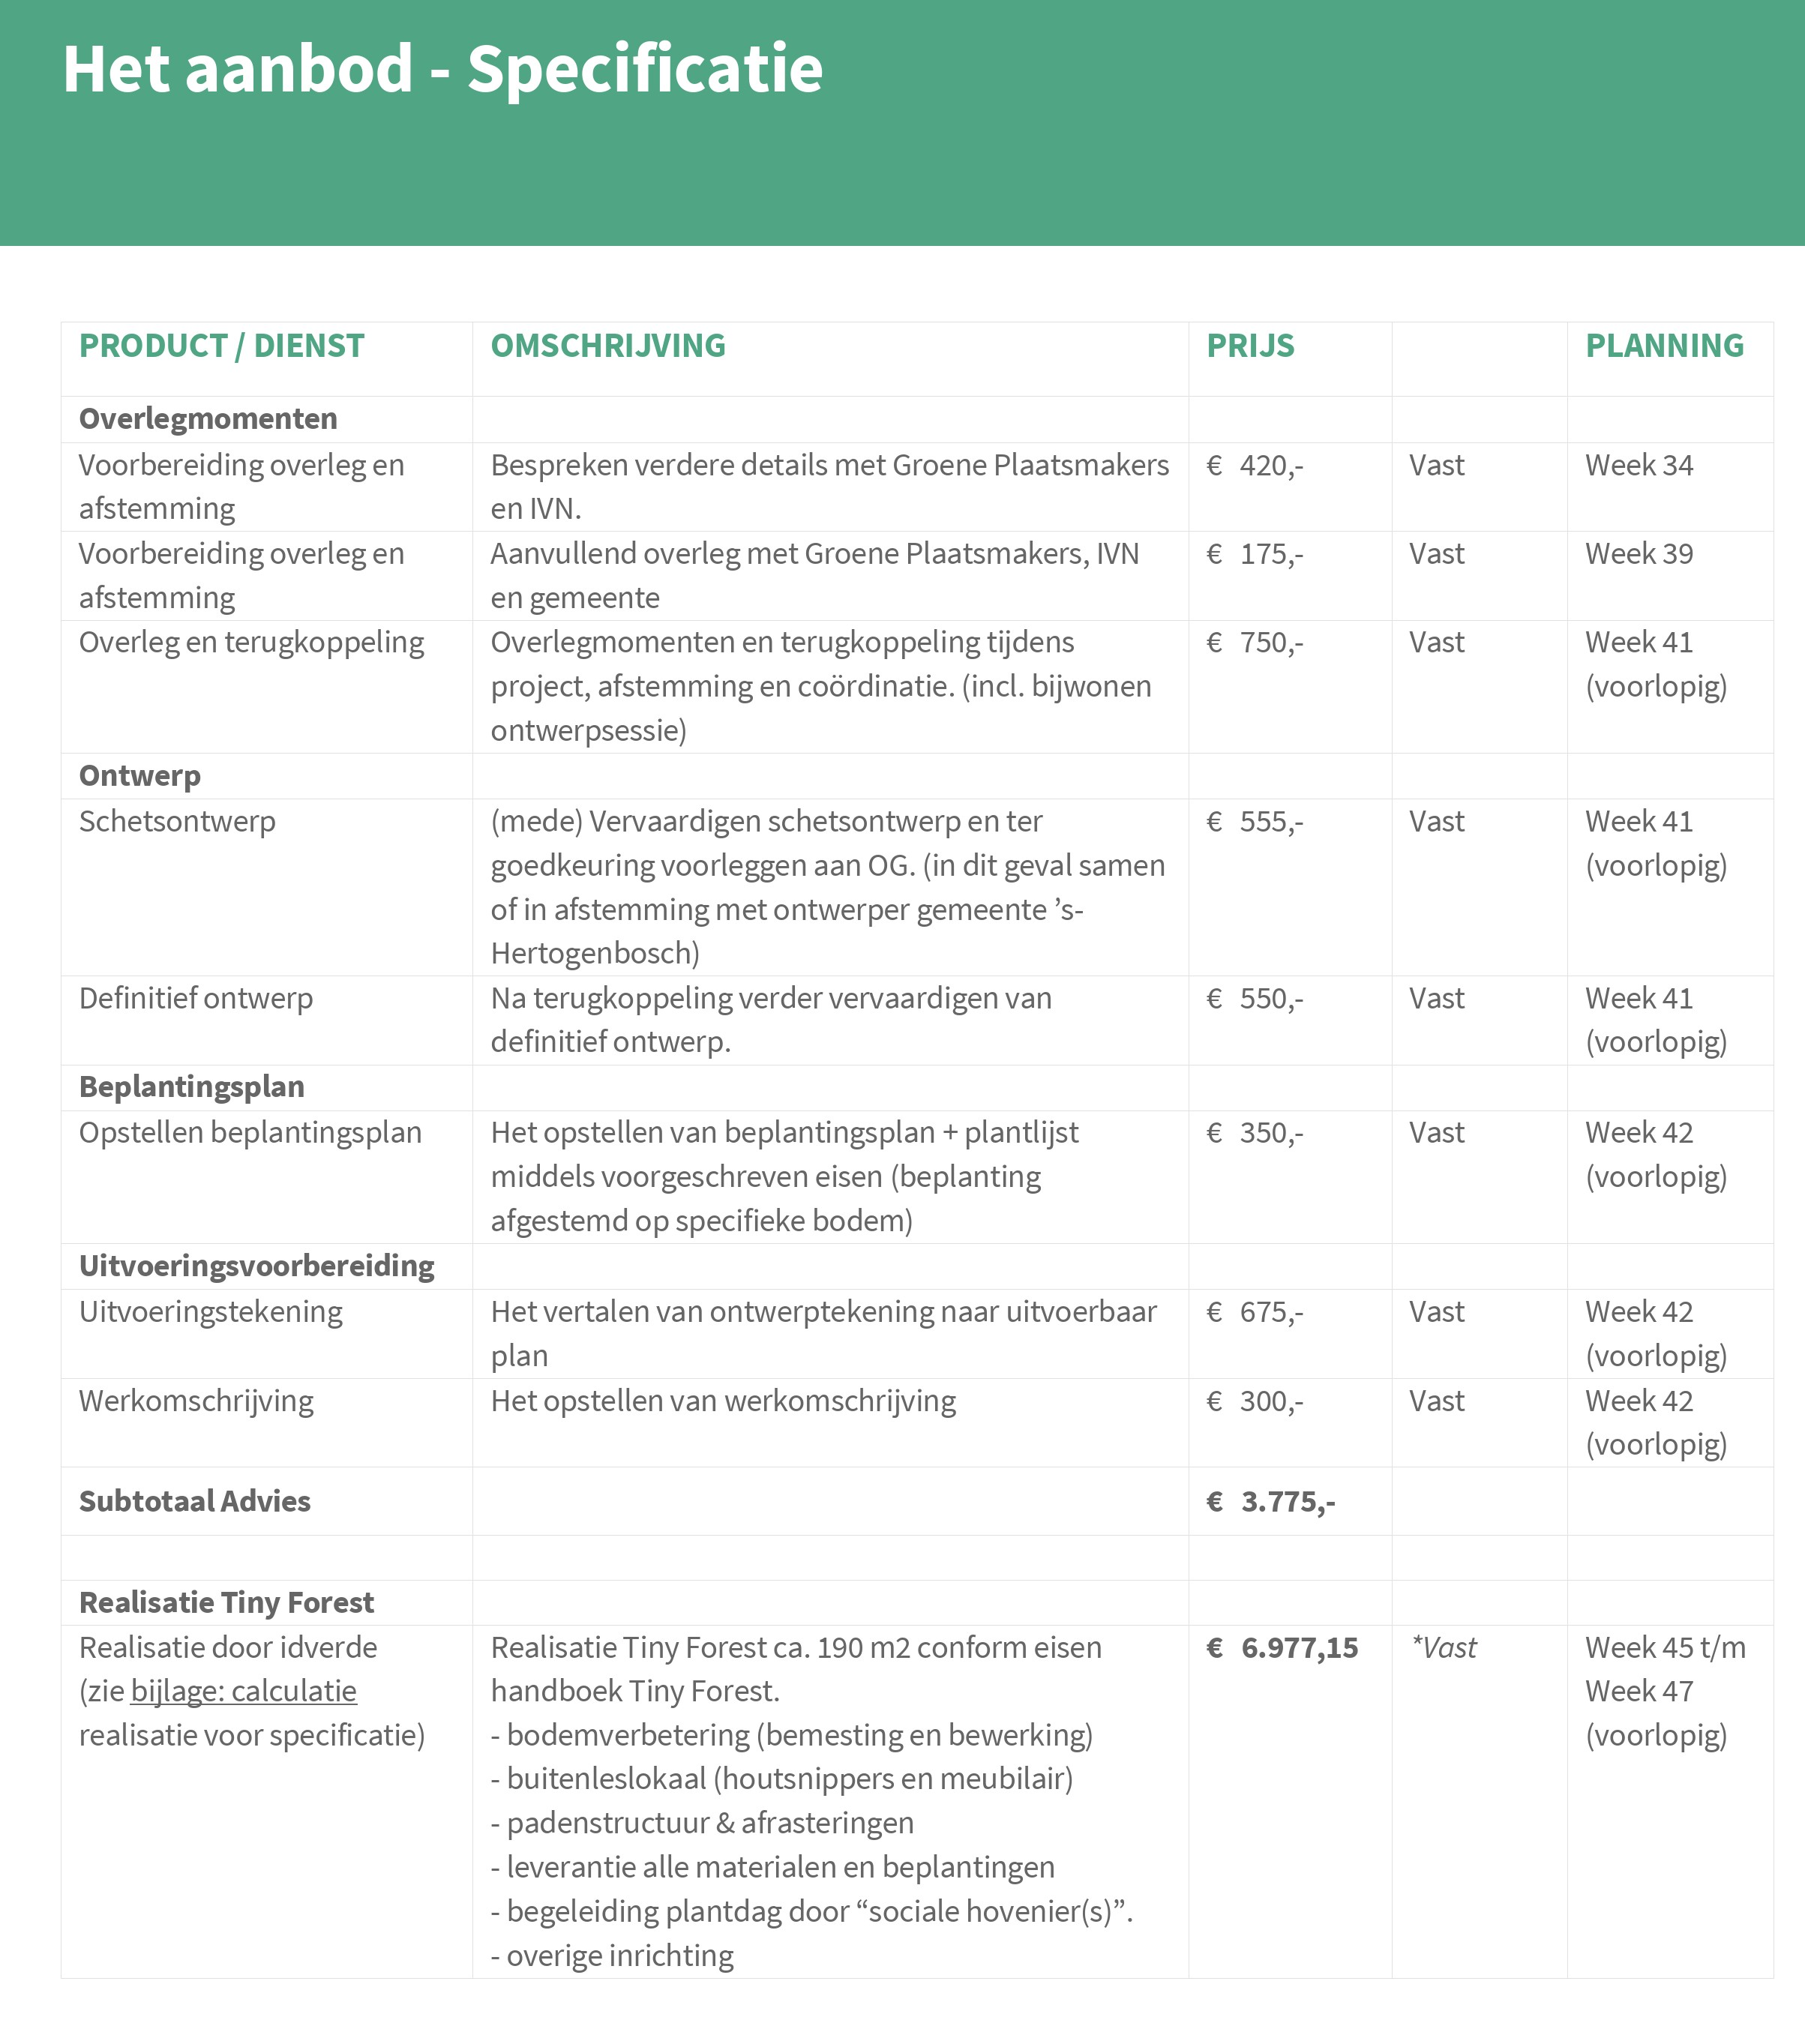 Het aanbod - Specificatie
PRODUCT / DIENST OMSCHRIJVING PRIJS PLANNING
Overlegmomenten
Voorbereiding overleg en Bespreken verdere details met Groene Plaatsmakers € 420,- Vast Week 34
afstemming en IVN.
Voorbereiding overleg en Aanvullend overleg met Groene Plaatsmakers, IVN € 175,- Vast Week 39
afstemming en gemeente
Overleg en terugkoppeling Overlegmomenten en terugkoppeling tijdens € 750,- Vast Week 41
project, afstemming en coördinatie. (incl. bijwonen (voorlopig)
ontwerpsessie)
Ontwerp
Schetsontwerp (mede) Vervaardigen schetsontwerp en ter € 555,- Vast Week 41
goedkeuring voorleggen aan OG. (in dit geval samen (voorlopig)
of in afstemming met ontwerper gemeente ’s-
Hertogenbosch)
Definitief ontwerp Na terugkoppeling verder vervaardigen van € 550,- Vast Week 41
definitief ontwerp. (voorlopig)
Beplantingsplan
Opstellen beplantingsplan Het opstellen van beplantingsplan + plantlijst € 350,- Vast Week 42
middels voorgeschreven eisen (beplanting (voorlopig)
afgestemd op specifieke bodem)
Uitvoeringsvoorbereiding
Uitvoeringstekening Het vertalen van ontwerptekening naar uitvoerbaar € 675,- Vast Week 42
plan (voorlopig)
Werkomschrijving Het opstellen van werkomschrijving € 300,- Vast Week 42
(voorlopig)
Subtotaal Advies € 3.775,-
Realisatie Tiny Forest
Realisatie door idverde Realisatie Tiny Forest ca. 190 m2 conform eisen € 6.977,15 *Vast Week 45 t/m
(zie bijlage: calculatie handboek Tiny Forest. Week 47
realisatie voor specificatie) - bodemverbetering (bemesting en bewerking) (voorlopig)
- buitenleslokaal (houtsnippers en meubilair)
- padenstructuur & afrasteringen
- leverantie alle materialen en beplantingen
- begeleiding plantdag door “sociale hovenier(s)”.
- overige inrichting